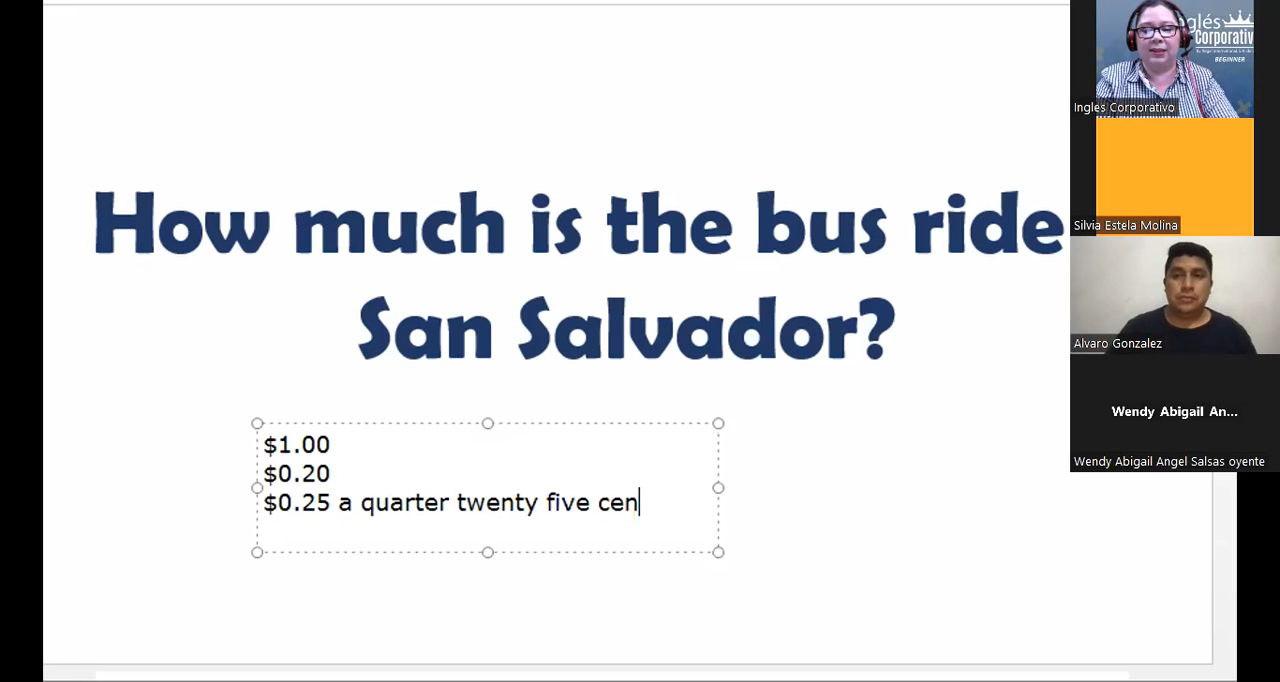 How much is the bus ride
San Salvador?
$1.00
$0.20
$0.25 a quarter twenty five cen
Inglés
Corporativo
BEGINNER
Ingles Corporativo
Silvia Estela Molina
Alvaro Gonzalez
Wendy Abigail An...
Wendy Abigail Angel Salsas oyente